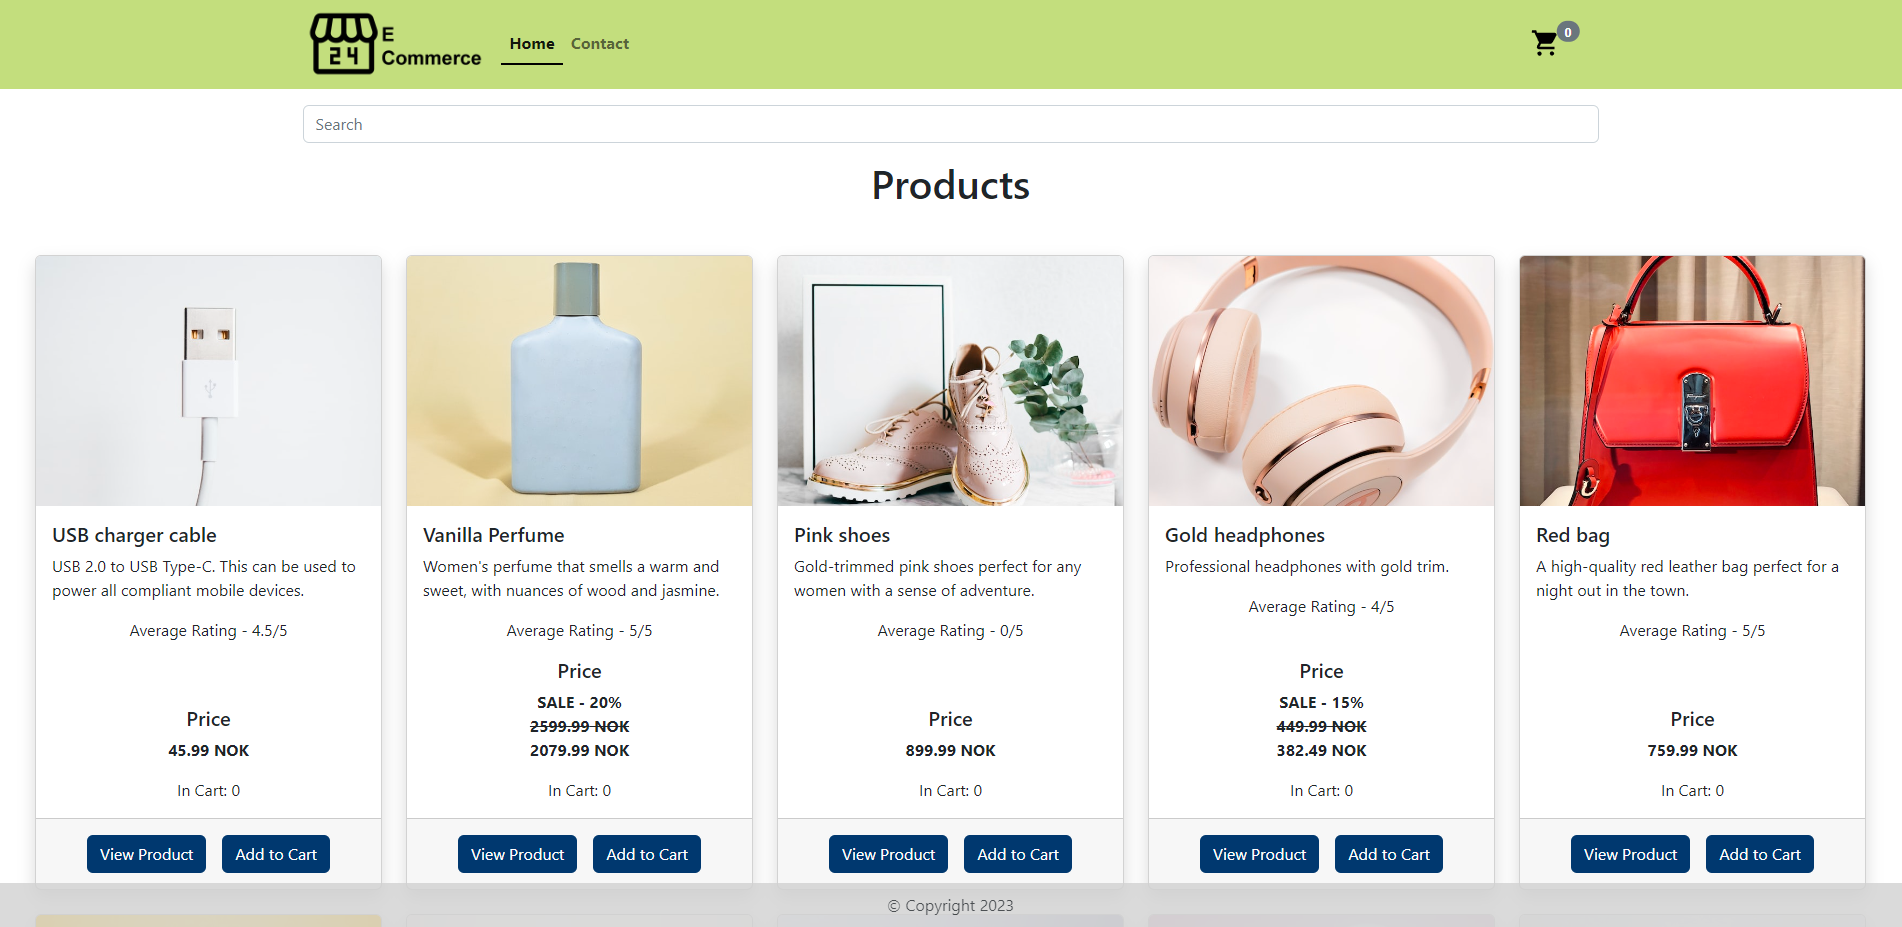 24
E
Commerce
Home
Contact
0
Search
Products
USB charger cable
USB 2.0 to USB Type-C. This can be used to
power all compliant mobile devices.
Average Rating - 4.5/5
Price
45.99 NOK
In Cart: 0
View Product
Add to Cart
Vanilla Perfume
Women's perfume that smells a warm and
sweet, with nuances of wood and jasmine.
Average Rating - 5/5
Price
SALE - 20%
2599.99 NOK
2079.99 NOK
In Cart: 0
View Product
Add to Cart
Pink shoes
Gold-trimmed pink shoes perfect for any
women with a sense of adventure.
Average Rating - 0/5
Price
899.99 NOK
In Cart: 0
View Product
Add to Cart
Gold headphones
Professional headphones with gold trim.
Average Rating - 4/5
Price
SALE - 15%
449.99 NOK
382.49 NOK
In Cart: 0
View Product
Add to Cart
Red bag
A high-quality red leather bag perfect for a
night out in the town.
Average Rating - 5/5
Price
759.99 NOK
In Cart: 0
View Product
Add to Cart
© Copyright 2023